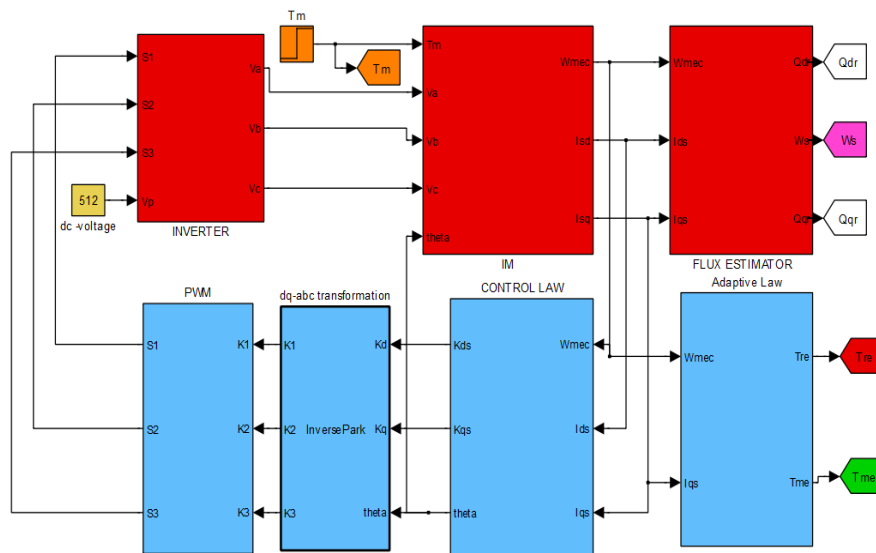 Tm
S1
S2
S3
Vp
Va
Vb
Vc
INVERTER
512
dc -voltage
Tm
Tm
Va
Vb
Vc
theta
Wmec
Isd
Isq
IM
Wmec
Ids
Iqs
Qdr
Ws
Qqr
FLUX ESTIMATOR
Qdr
Ws
Qqr
PWM
S1
S2
S3
K1
K2
K3
dq-abc transformation
K1
K2
K3
InversePark
Kd
Kq
theta
CONTROL LAW
Kds
Kqs
theta
Wmec
Ids
Iqs
Adaptive Law
Wmec
Iqs
Tre
Tme
Tre
Tme